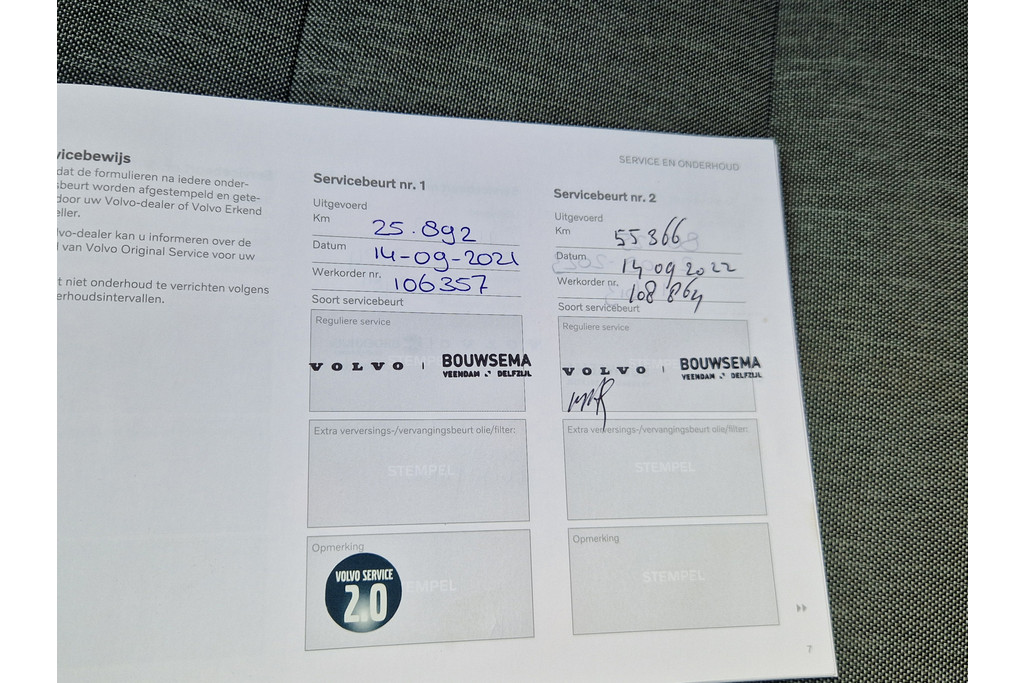 vicebewijs
dat de formulieren na iedere onder-
sbeurt worden afgestempeld en gete-
door uw Volvo-dealer of Volvo Erkend
eller.
lvo-dealer kan u informeren over de
l van Volvo Original Service voor uw
t niet onderhoud te verrichten volgens
erhoudsintervallen.
SERVICE EN ONDERHOUD
Servicebeurt nr. 1
Uitgevoerd
Km 25.892
Datum 14-09-2021
Werkorder nr. 106357
Soort servicebeurt
Reguliere service
VOLVO BOUWSEMA
VEENDAM DELFZIJL
Extra verversings-/vervangingsbeurt olie/filter:
STEMPEL
Opmerking
EMPEL
VOLVO SERVICE
2.0
Servicebeurt nr. 2
Uitgevoerd
Km 55366
Datum 14 09 2022
Werkorder nr. 108 864
Soort servicebeurt
Reguliere service
VOLVO BOUWSEMA
VEENDAM DELFZIJL
Extra verversings-/vervangingsbeurt olie/filter:
STEMPEL
Opmerking
STEMPEL
7